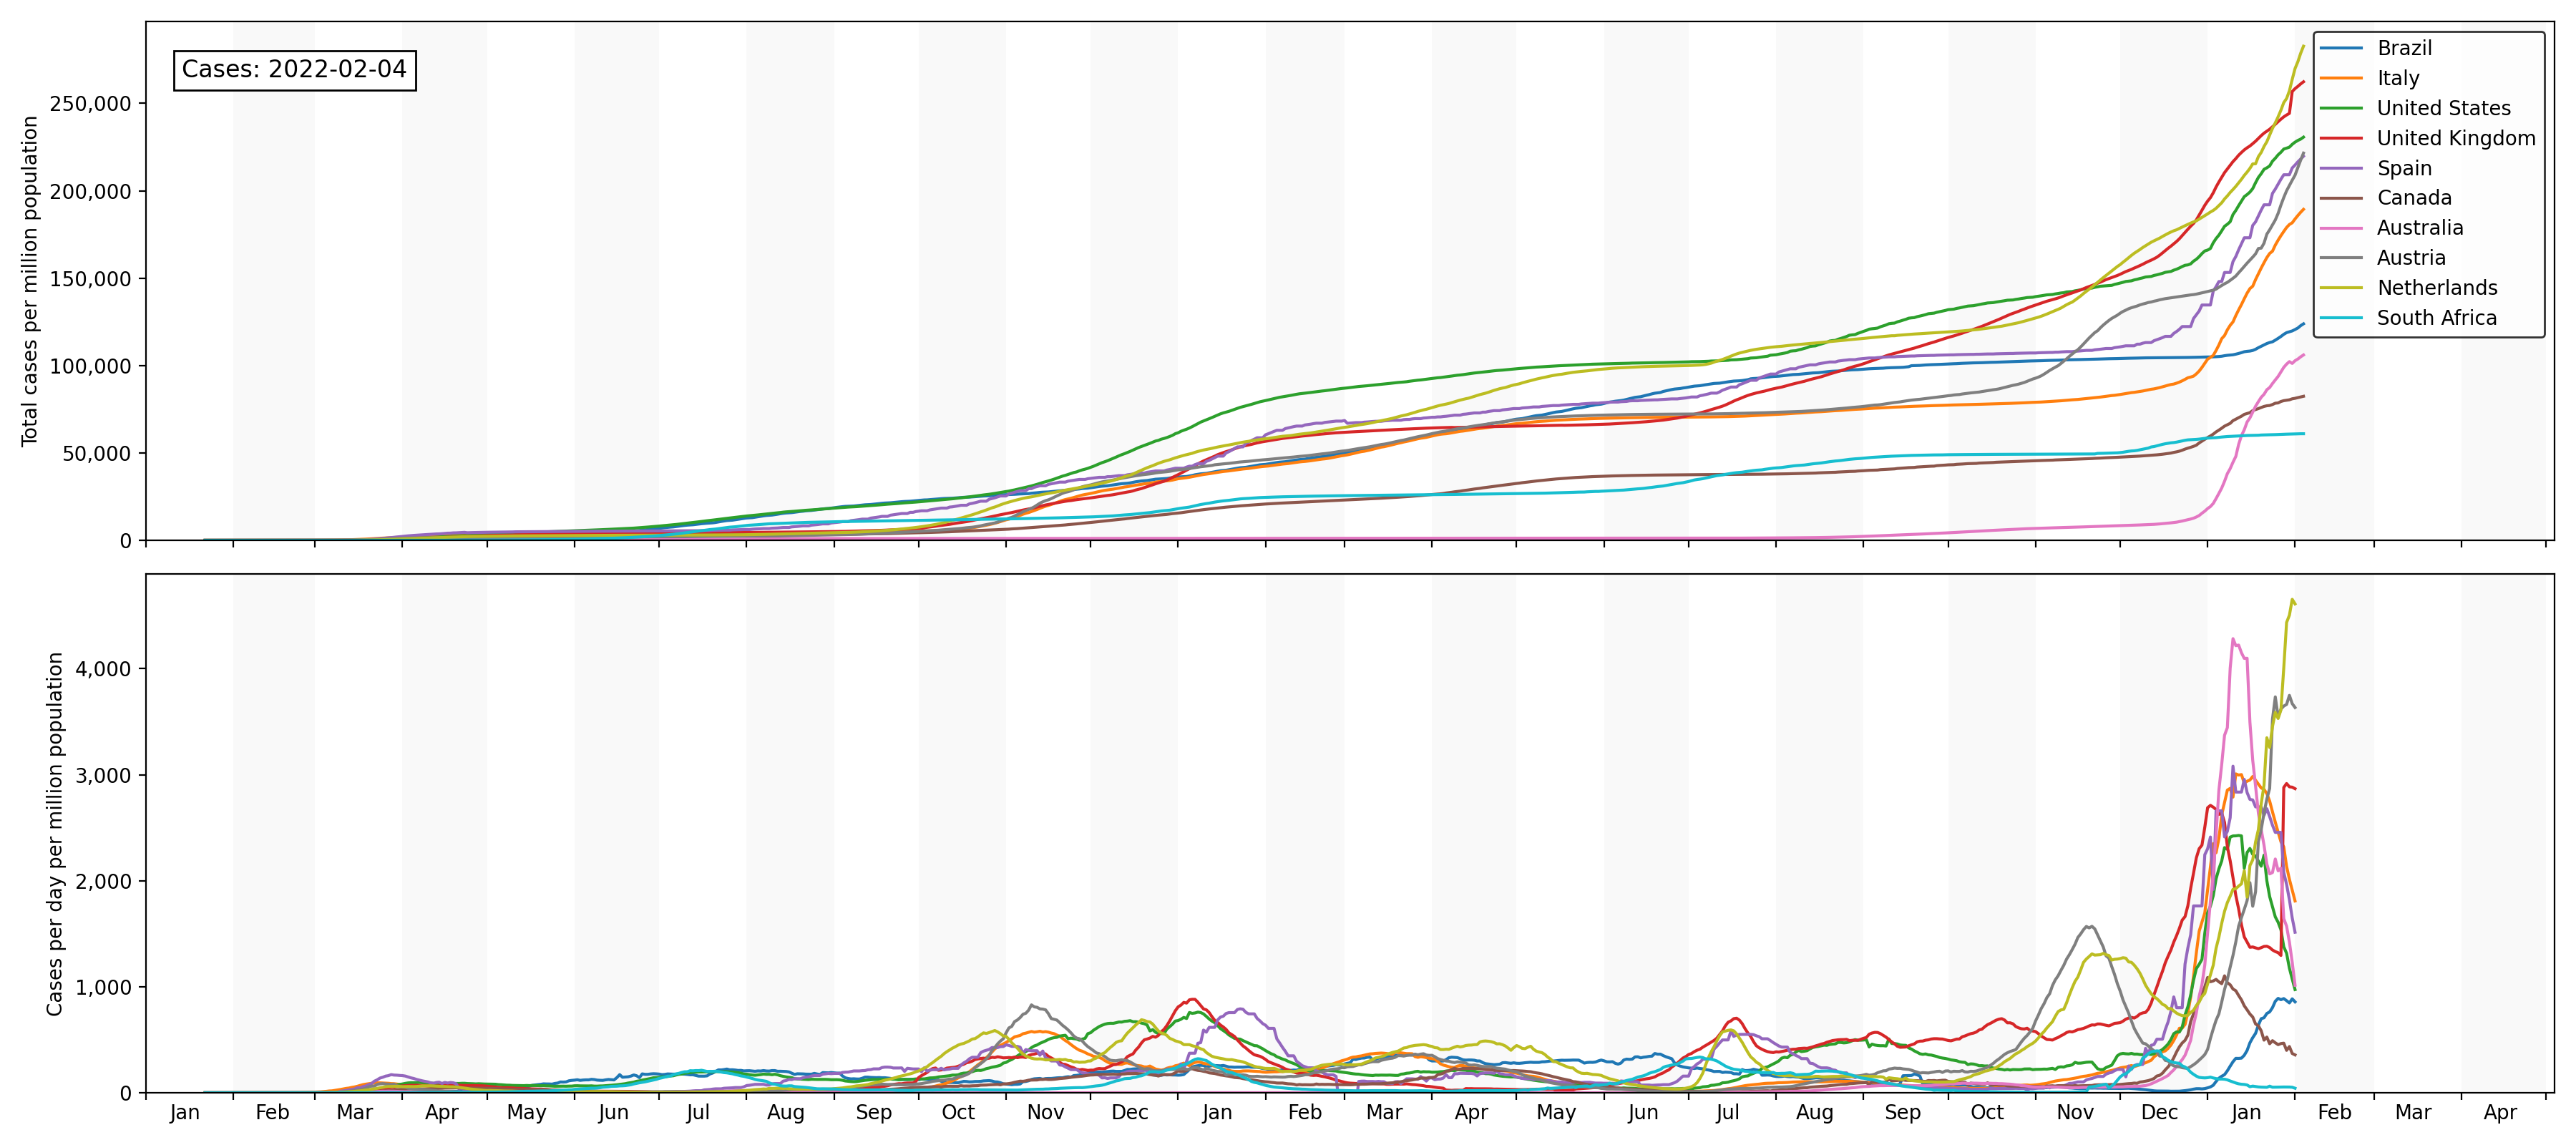 Cases: 2022-02-04
Total cases per million population
250,000
200,000
150,000
100,000
50,000
0
Brazil
Italy
United States
United Kingdom
Spain
Canada
Australia
Austria
Netherlands
South Africa
Cases per day per million population
4,000
3,000
2,000
1,000
0
Jan Feb Mar Apr May Jun Jul Aug Sep Oct Nov Dec Jan Feb Mar Apr May Jun Jul Aug Sep Oct Nov Dec Jan Feb Mar Apr